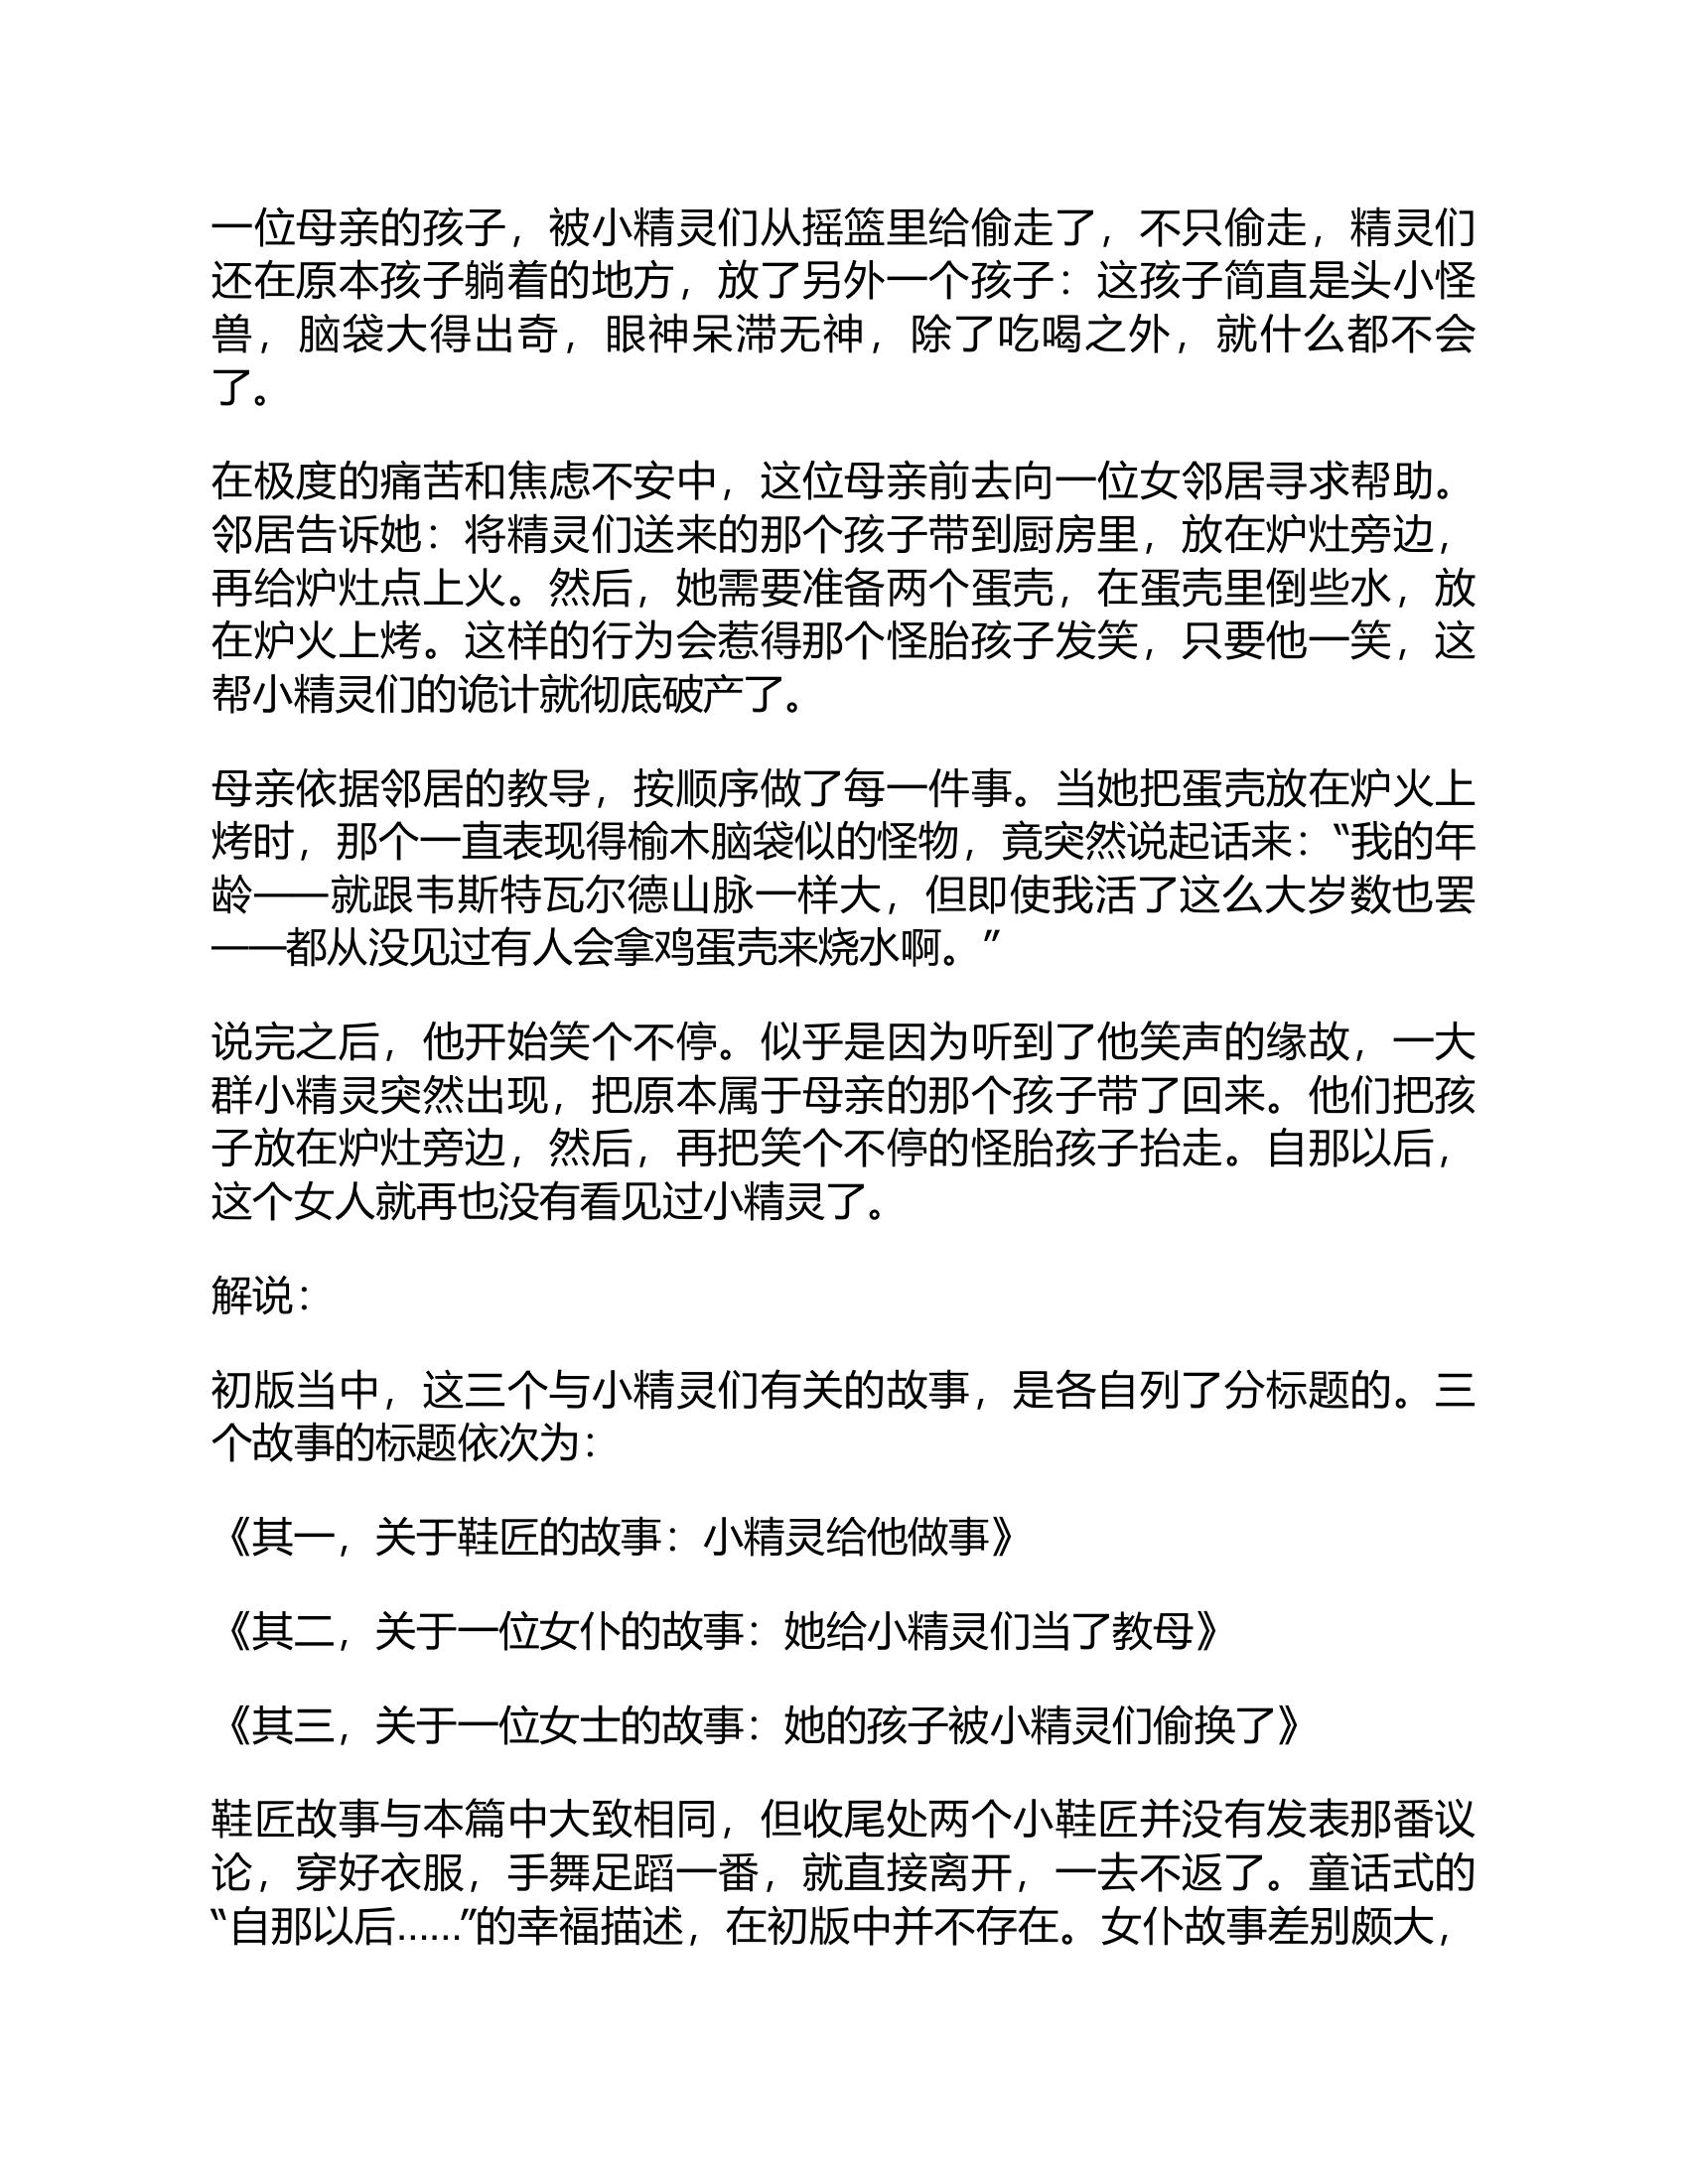 一位母亲的孩子，被小精灵们从摇篮里给偷走了，不只偷走，精灵们
还在原本孩子躺着的地方，放了另外一个孩子：这孩子简直是头小怪
兽，脑袋大得出奇，眼神呆滞无神，除了吃喝之外，就什么都不会
了。
在极度的痛苦和焦虑不安中，这位母亲前去向一位女邻居寻求帮助。
邻居告诉她：将精灵们送来的那个孩子带到厨房里，放在炉灶旁边，
再给炉灶点上火。然后，她需要准备两个蛋壳，在蛋壳里倒些水，放
在炉火上烤。这样的行为会惹得那个怪胎孩子发笑，只要他一笑，这
帮小精灵们的诡计就彻底破产了。
母亲依据邻居的教导，按顺序做了每一件事。当她把蛋壳放在炉火上
烤时，那个一直表现得榆木脑袋似的怪物，竟突然说起话来：“我的年
龄——就跟韦斯特瓦尔德山脉一样大，但即使我活了这么大岁数也罢
——都从没见过有人会拿鸡蛋壳来烧水啊。”
说完之后，他开始笑个不停。似乎是因为听到了他笑声的缘故，一大
群小精灵突然出现，把原本属于母亲的那个孩子带了回来。他们把孩
子放在炉灶旁边，然后，再把笑个不停的怪胎孩子抬走。自那以后，
这个女人就再也没有看见过小精灵了。
解说：
初版当中，这三个与小精灵们有关的故事，是各自列了分标题的。三
个故事的标题依次为：
《其一，关于鞋匠的故事：小精灵给他做事》
《其二，关于一位女仆的故事：她给小精灵们当了教母》
《其三，关于一位女士的故事：她的孩子被小精灵们偷换了》
鞋匠故事与本篇中大致相同，但收尾处两个小鞋匠并没有发表那番议
论，穿好衣服，手舞足蹈一番，就直接离开，一去不返了。童话式的
“自那以后……”的幸福描述，在初版中并不存在。女仆故事差别颇大，